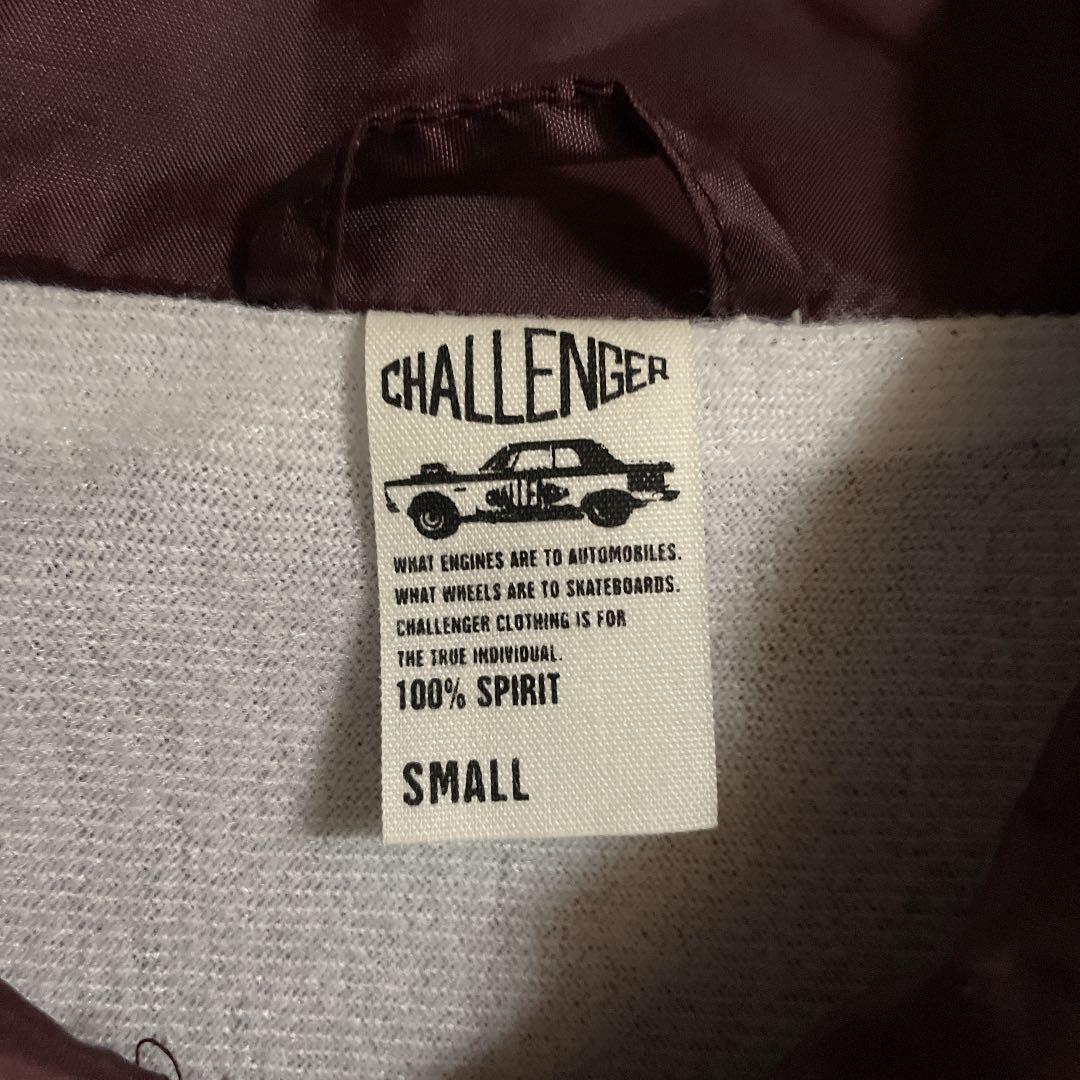 CHALLENGER
WHAT ENGINES ARE TO AUTOMOBILES.
WHAT WHEELS ARE TO SKATEBOARDS.
CHALLENGER CLOTHING IS FOR
THE TRUE INDIVIDUAL.
100% SPIRIT
SMALL